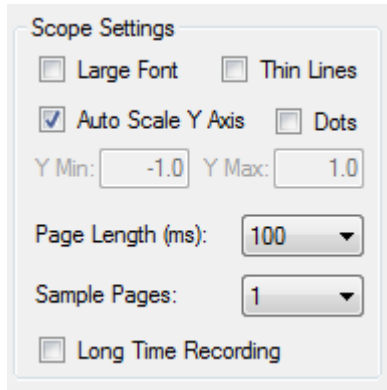 Scope Settings
Large Font Thin Lines
Auto Scale Y Axis Dots
Y Min: -1.0 Y Max: 1.0
Page Length (ms): 100
Sample Pages: 1
Long Time Recording